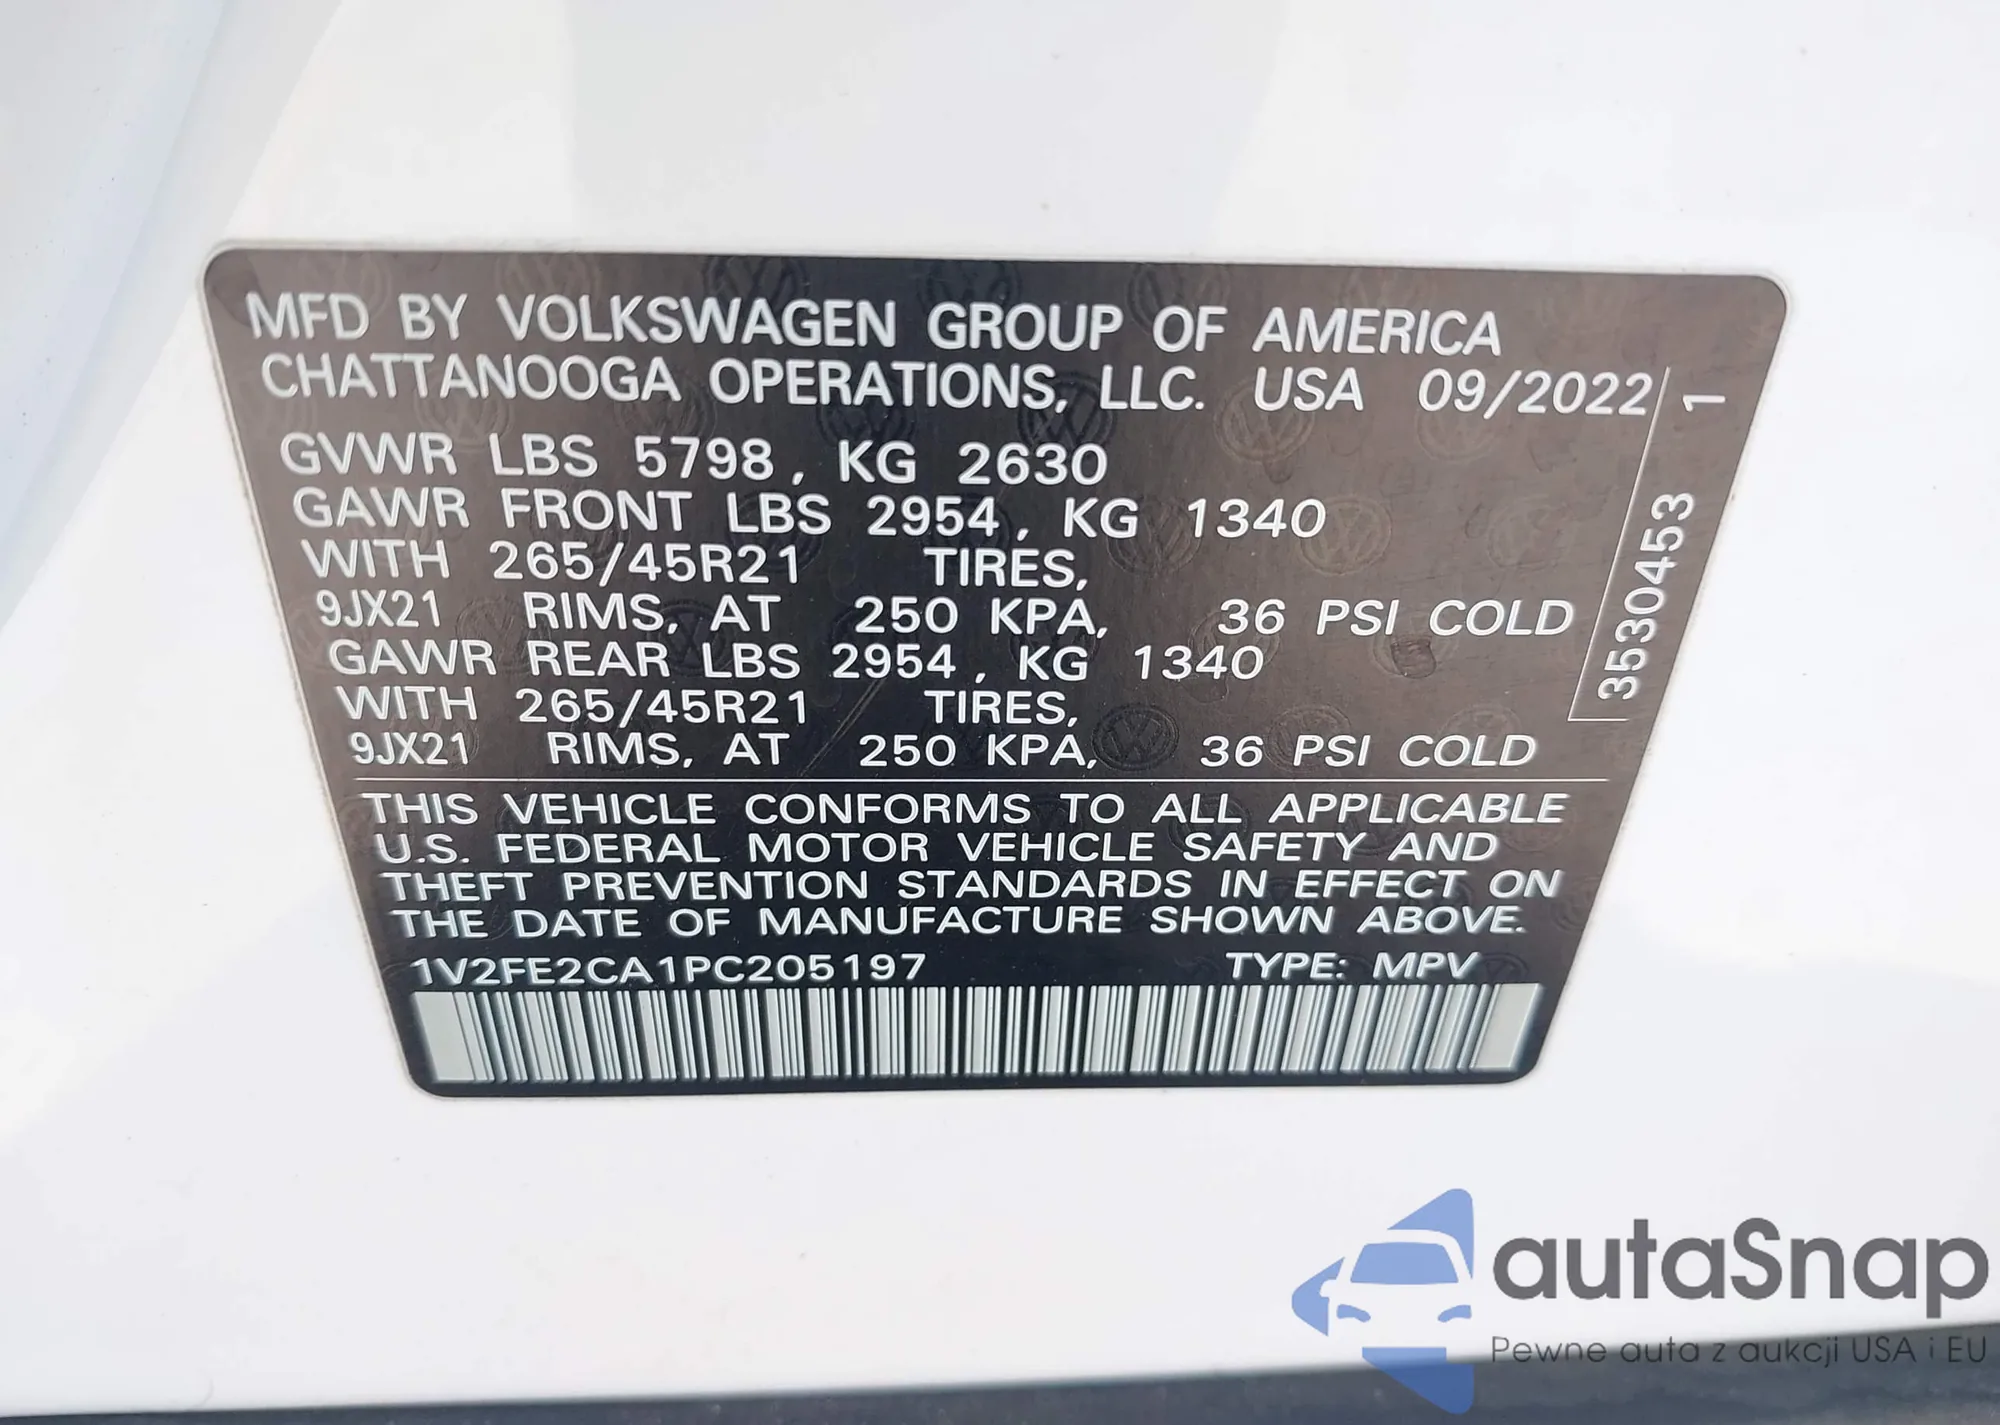 MFD BY VOLKSWAGEN GROUP OF AMERICA
CHATTANOOGA OPERATIONS, LLC. USA 09/2022
GVWR LBS 5798, KG 2630
GAWR FRONT LBS 2954, KG 1340
WITH 265/45R21 TIRES,
9JX21 RIMS, AT 250 KPA, 36 PSI COLD
GAWR REAR LBS 2954, KG 1340
WITH 265/45R21 TIRES,
9JX21 RIMS, AT 250 KPA, 36 PSI COLD
3530453 1
THIS VEHICLE CONFORMS TO ALL APPLICABLE
U.S. FEDERAL MOTOR VEHICLE SAFETY AND
THEFT PREVENTION STANDARDS IN EFFECT ON
THE DATE OF MANUFACTURE SHOWN ABOVE.
1V2FE2CA1PC205197 TYPE: MPV
autaSnap
Pewne auta z aukcji USA i EU